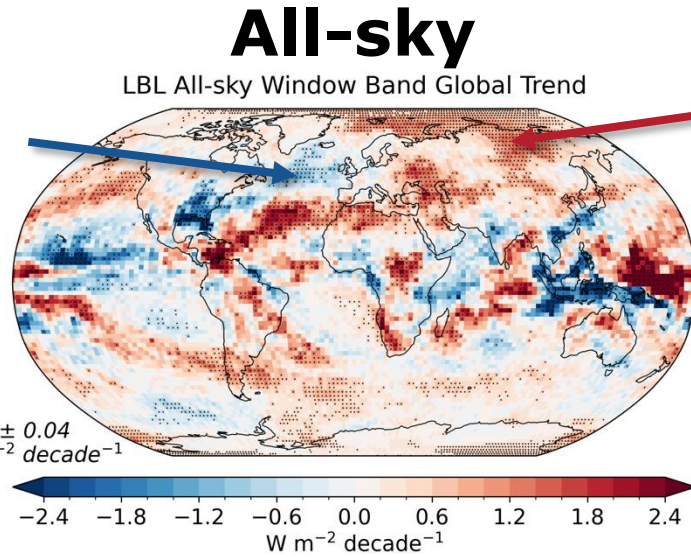 All-sky
LBL All-sky Window Band Global Trend
± 0.04
⁻² decade⁻¹
−2.4 −1.8 −1.2 −0.6 0.0 0.6 1.2 1.8 2.4
W m⁻² decade⁻¹